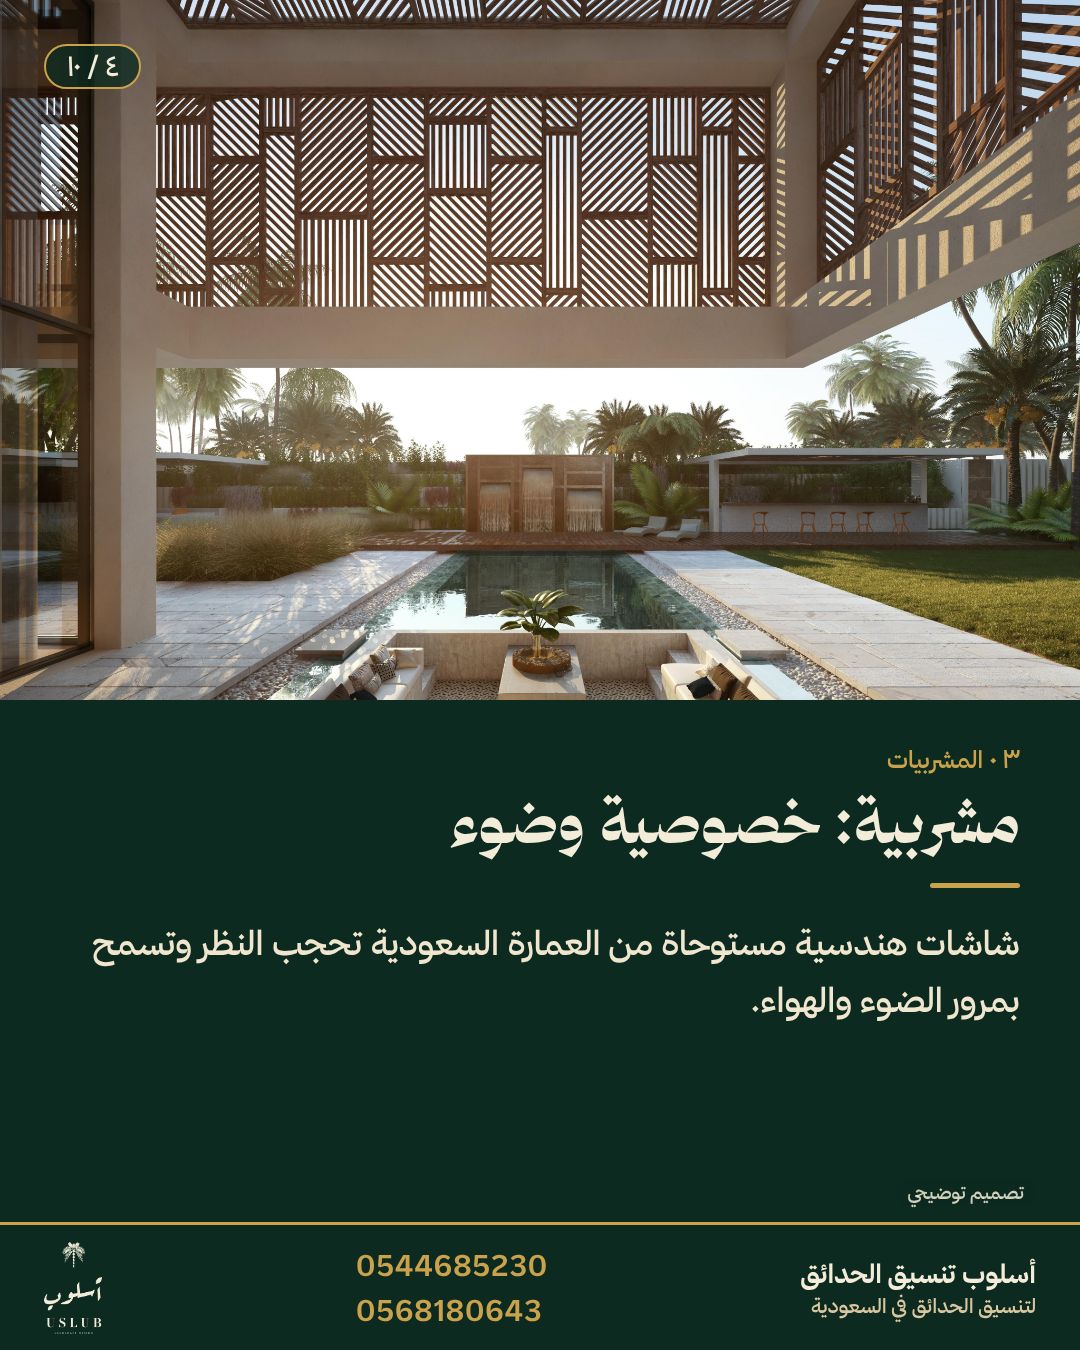 ٤ / ١٠
٣ · المشربيات
مشربية: خصوصية وضوء
شاشات هندسية مستوحاة من العمارة السعودية تحجب النظر وتسمح
بمرور الضوء والهواء.
تصميم توضيحي
أسلوب تنسيق الحدائق
لتنسيق الحدائق في السعودية
0544685230
0568180643
أسلوب
USLUB